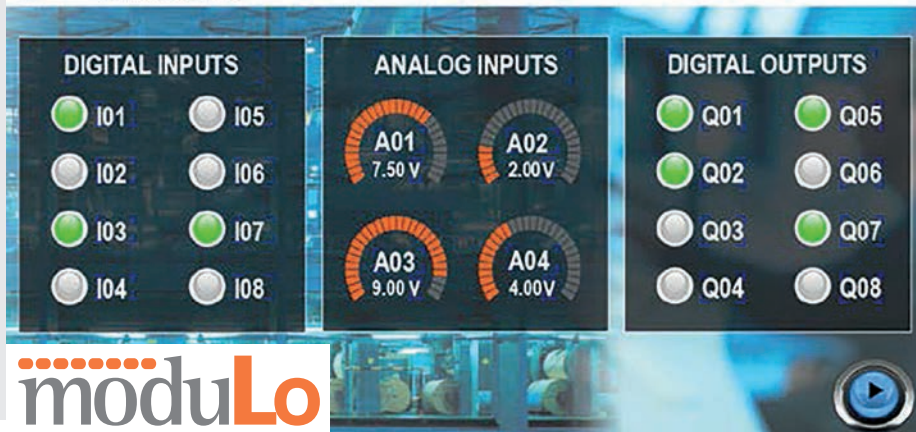 DIGITAL INPUTS
I01 I05
I02 I06
I03 I07
I04 I08
ANALOG INPUTS
A01 A02
7.50 V 2.00 V
A03 A04
9.00 V 4.00V
DIGITAL OUTPUTS
Q01 Q05
Q02 Q06
Q03 Q07
Q04 Q08
moduLo